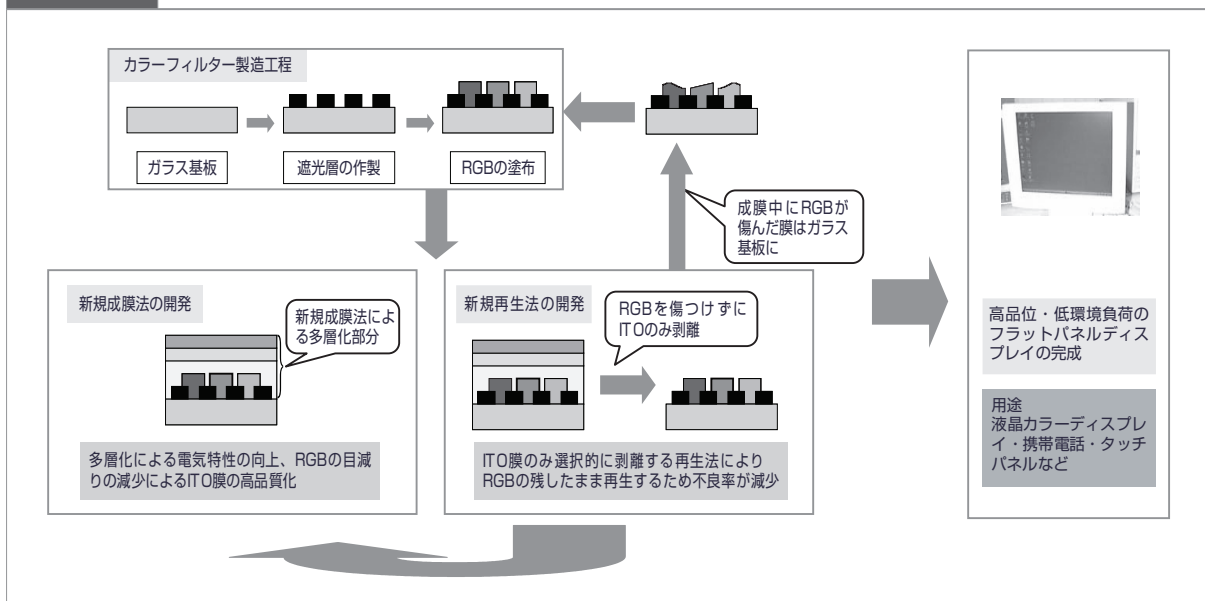 カラーフィルター製造工程
ガラス基板
遮光層の作製
RGBの塗布
成膜中にRGBが
傷んだ膜はガラス
基板に
新規成膜法の開発
新規成膜法によ
る多層化部分
多層化による電気特性の向上、RGBの目減
りの減少によるITO膜の高品質化
新規再生法の開発
RGBを傷つけずに
ITOのみ剥離
ITO膜のみ選択的に剥離する再生法により
RGBの残したまま再生するため不良率が減少
高品位・低環境負荷の
フラットパネルディス
プレイの完成
用途
液晶カラーディスプレ
イ・携帯電話・タッチ
パネルなど